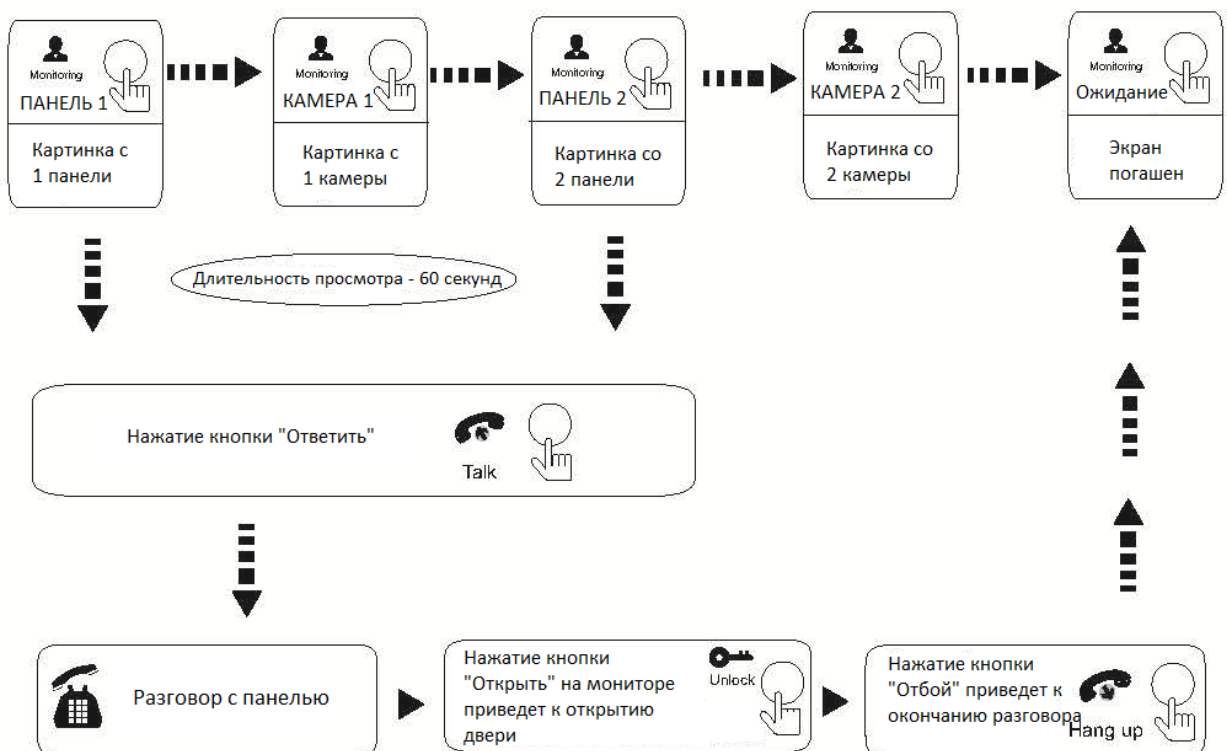 Monitoring
ПАНЕЛЬ 1
Картинка с
1 панели
Monitoring
КАМЕРА 1
Картинка с
1 камеры
Monitoring
ПАНЕЛЬ 2
Картинка со
2 панели
Monitoring
КАМЕРА 2
Картинка со
2 камеры
Monitoring
Ожидание
Экран
погашен
Длительность просмотра - 60 секунд
Нажатие кнопки "Ответить"
Talk
Разговор с панелью
Нажатие кнопки
"Открыть" на мониторе
приведет к открытию
двери
Unlock
Нажатие кнопки
"Отбой" приведет к
окончанию разговора
Hang up